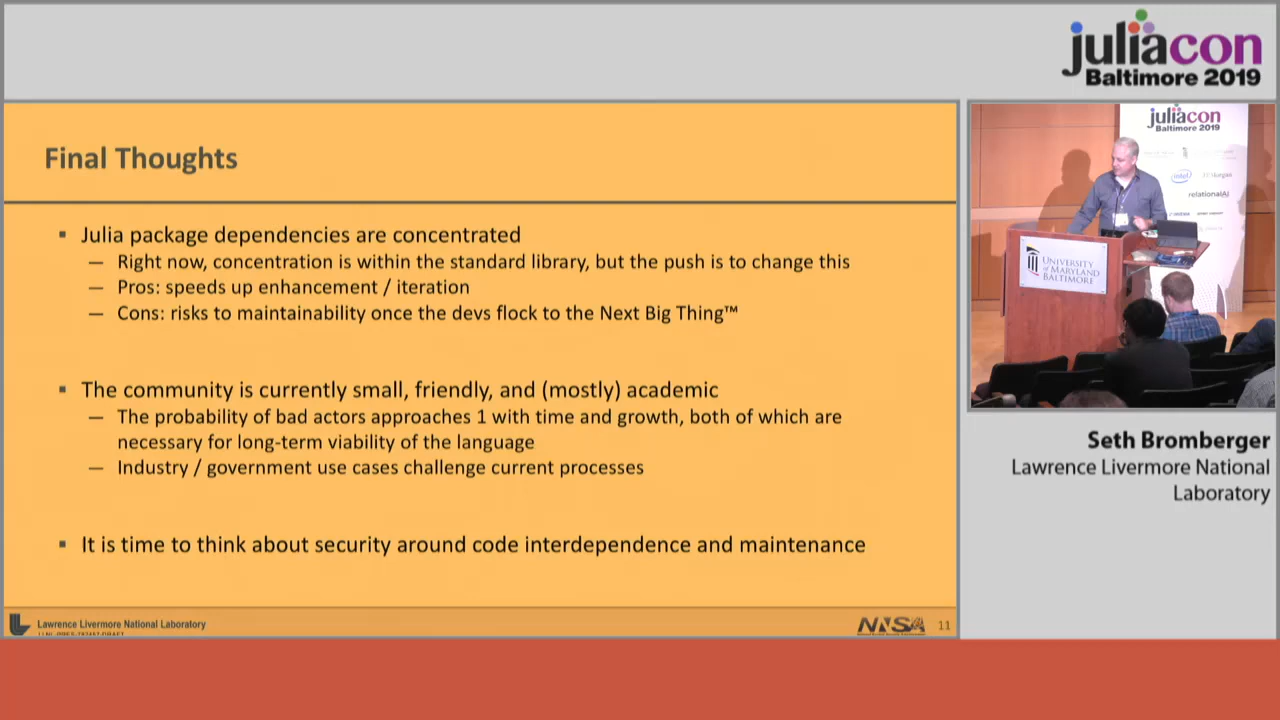 juliacon
Baltimore 2019
Final Thoughts
▪ Julia package dependencies are concentrated
— Right now, concentration is within the standard library, but the push is to change this
— Pros: speeds up enhancement / iteration
— Cons: risks to maintainability once the devs flock to the Next Big Thing™
▪ The community is currently small, friendly, and (mostly) academic
— The probability of bad actors approaches 1 with time and growth, both of which are
necessary for long-term viability of the language
— Industry / government use cases challenge current processes
▪ It is time to think about security around code interdependence and maintenance
Lawrence Livermore National Laboratory
NNSA
11
juliacon
Baltimore 2019
intel
relationalAI
UNIVERSITY
of MARYLAND
BALTIMORE
Seth Bromberger
Lawrence Livermore National
Laboratory